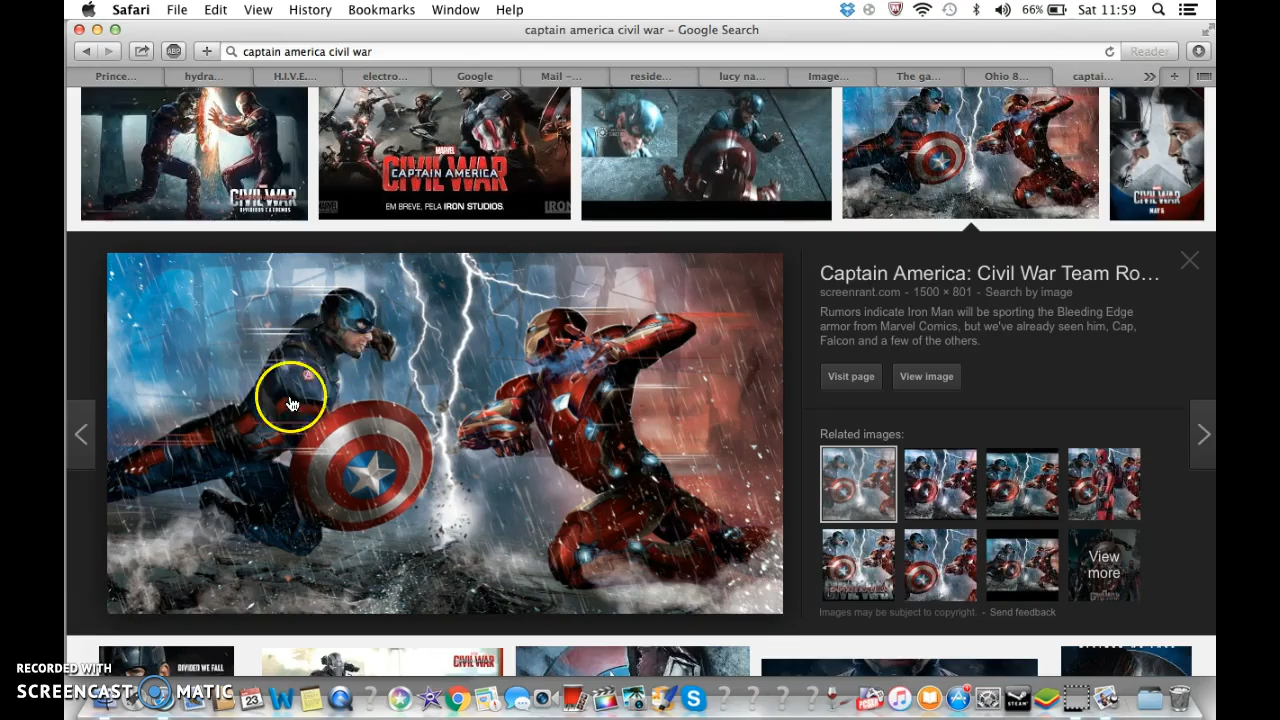 Safari File Edit View History Bookmarks Window Help 66% Sat 11:59
captain america civil war – Google Search
captain america civil war Reader
Prince... hydra... H.I.V.E.... electro... Google Mail –... reside... lucy na... Image... The ga... Ohio 8... captai...
CIVIL WAR
MARVEL
CAPTAIN AMERICA
CIVIL WAR
EM BREVE, PELA IRON STUDIOS.
IRON
CIVIL WAR
MAY 6
Captain America: Civil War Team Ro...
screenrant.com - 1500 × 801 - Search by image
Rumors indicate Iron Man will be sporting the Bleeding Edge
armor from Marvel Comics, but we've already seen him, Cap,
Falcon and a few of the others.
Visit page View image
Related images:
View
more
Images may be subject to copyright. - Send feedback
DIVIDED WE FALL
CIVIL WAR
RECORDED WITH
SCREENCAST MATIC
23
STEAM